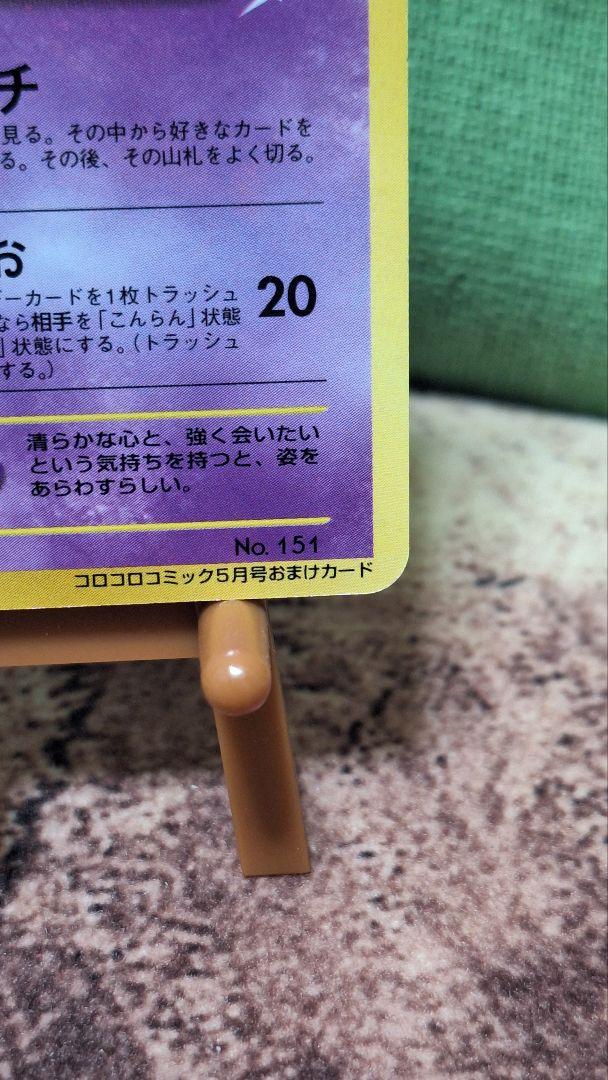 チ
見る。その中から好きなカードを
る。その後、その山札をよく切る。
お
ーカードを1枚トラッシュ
なら相手を「こんらん」状態
」状態にする。(トラッシュ
する。)
20
清らかな心と、強く会いたい
という気持ちを持つと、姿を
あらわすらしい。
No. 151
コロコロコミック5月号おまけカード